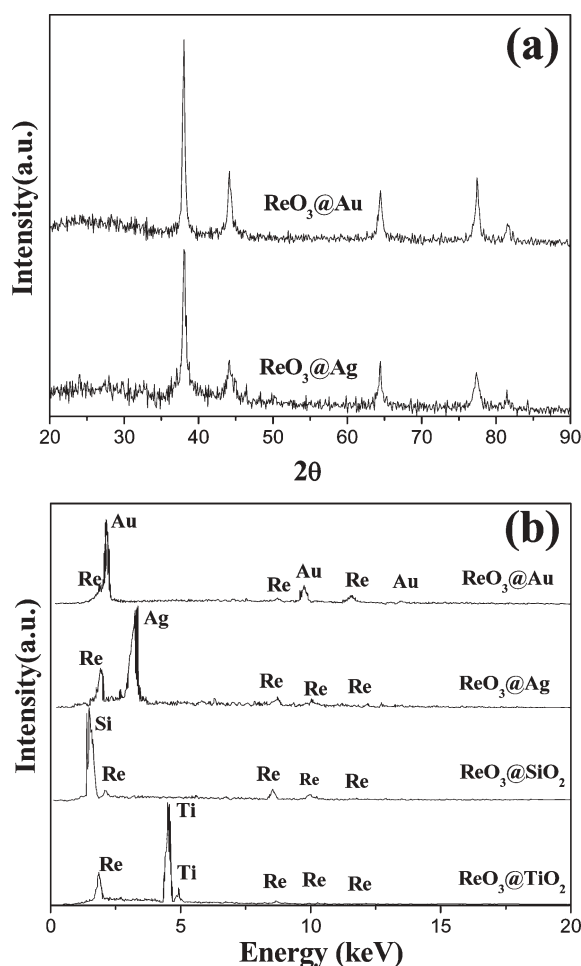 (a)
Intensity(a.u.)
ReO₃@Au
ReO₃@Ag
20 30 40 50 60 70 80 90
2θ
(b)
Intensity(a.u.)
Au
Re Re Au Re Au ReO₃@Au
Ag
Re Re Re Re ReO₃@Ag
Si
Re Re Re Re ReO₃@SiO₂
Ti
Re Ti Re Re Re ReO₃@TiO₂
0 5 10 15 20
Energy (keV)